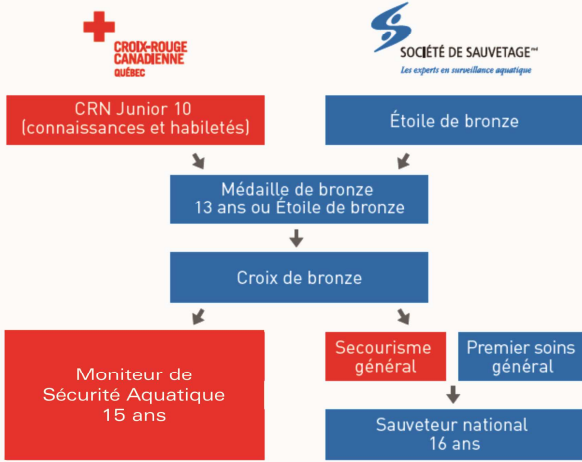 CROIX-ROUGE
CANADIENNE
QUÉBEC
SOCIÉTÉ DE SAUVETAGE™ᴰ
Les experts en surveillance aquatique
CRN Junior 10
(connaissances et habiletés)
Étoile de bronze
Médaille de bronze
13 ans ou Étoile de bronze
Croix de bronze
Moniteur de
Sécurité Aquatique
15 ans
Secourisme
général
Premier soins
général
Sauveteur national
16 ans